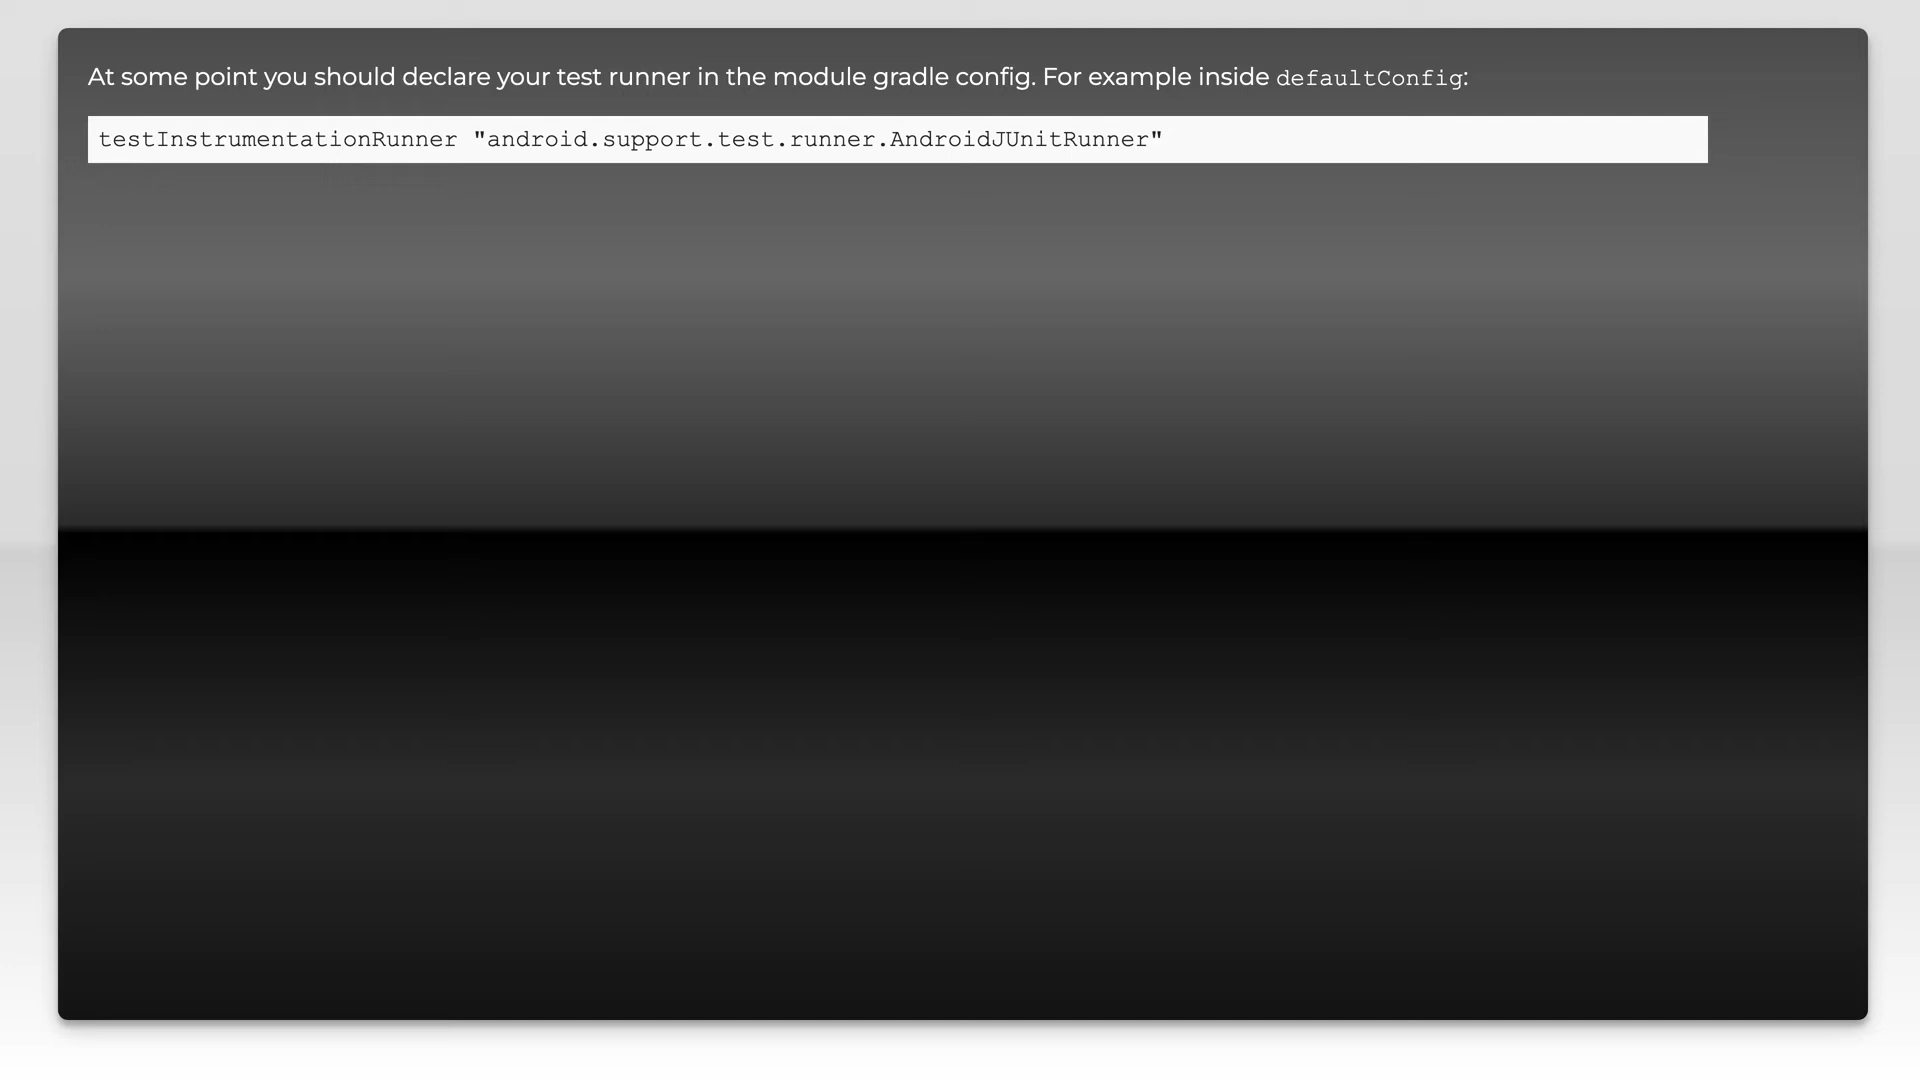 At some point you should declare your test runner in the module gradle config. For example inside defaultConfig:
testInstrumentationRunner "android.support.test.runner.AndroidJUnitRunner"